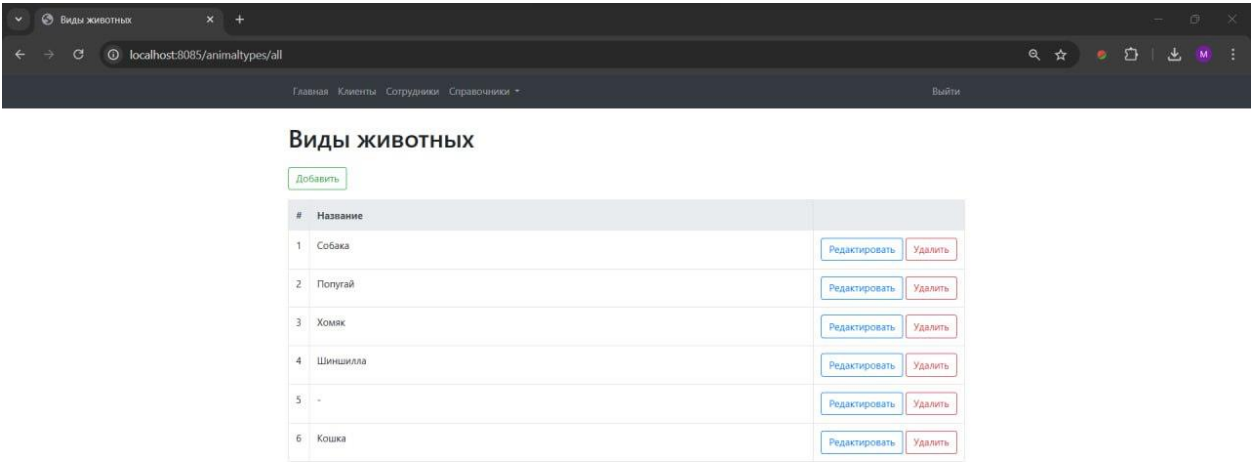 Виды животных
localhost:8085/animaltypes/all
M
Главная Клиенты Сотрудники Справочники Выйти
Виды животных
Добавить
# Название
1 Собака Редактировать Удалить
2 Попугай Редактировать Удалить
3 Хомяк Редактировать Удалить
4 Шиншилла Редактировать Удалить
5 - Редактировать Удалить
6 Кошка Редактировать Удалить